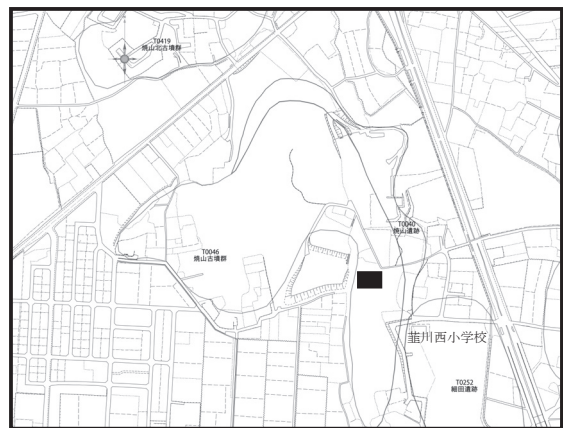 T0419
焼山北古墳群
T0040
焼山遺跡
T0046
焼山古墳群
韮川西小学校
T0252
細田遺跡